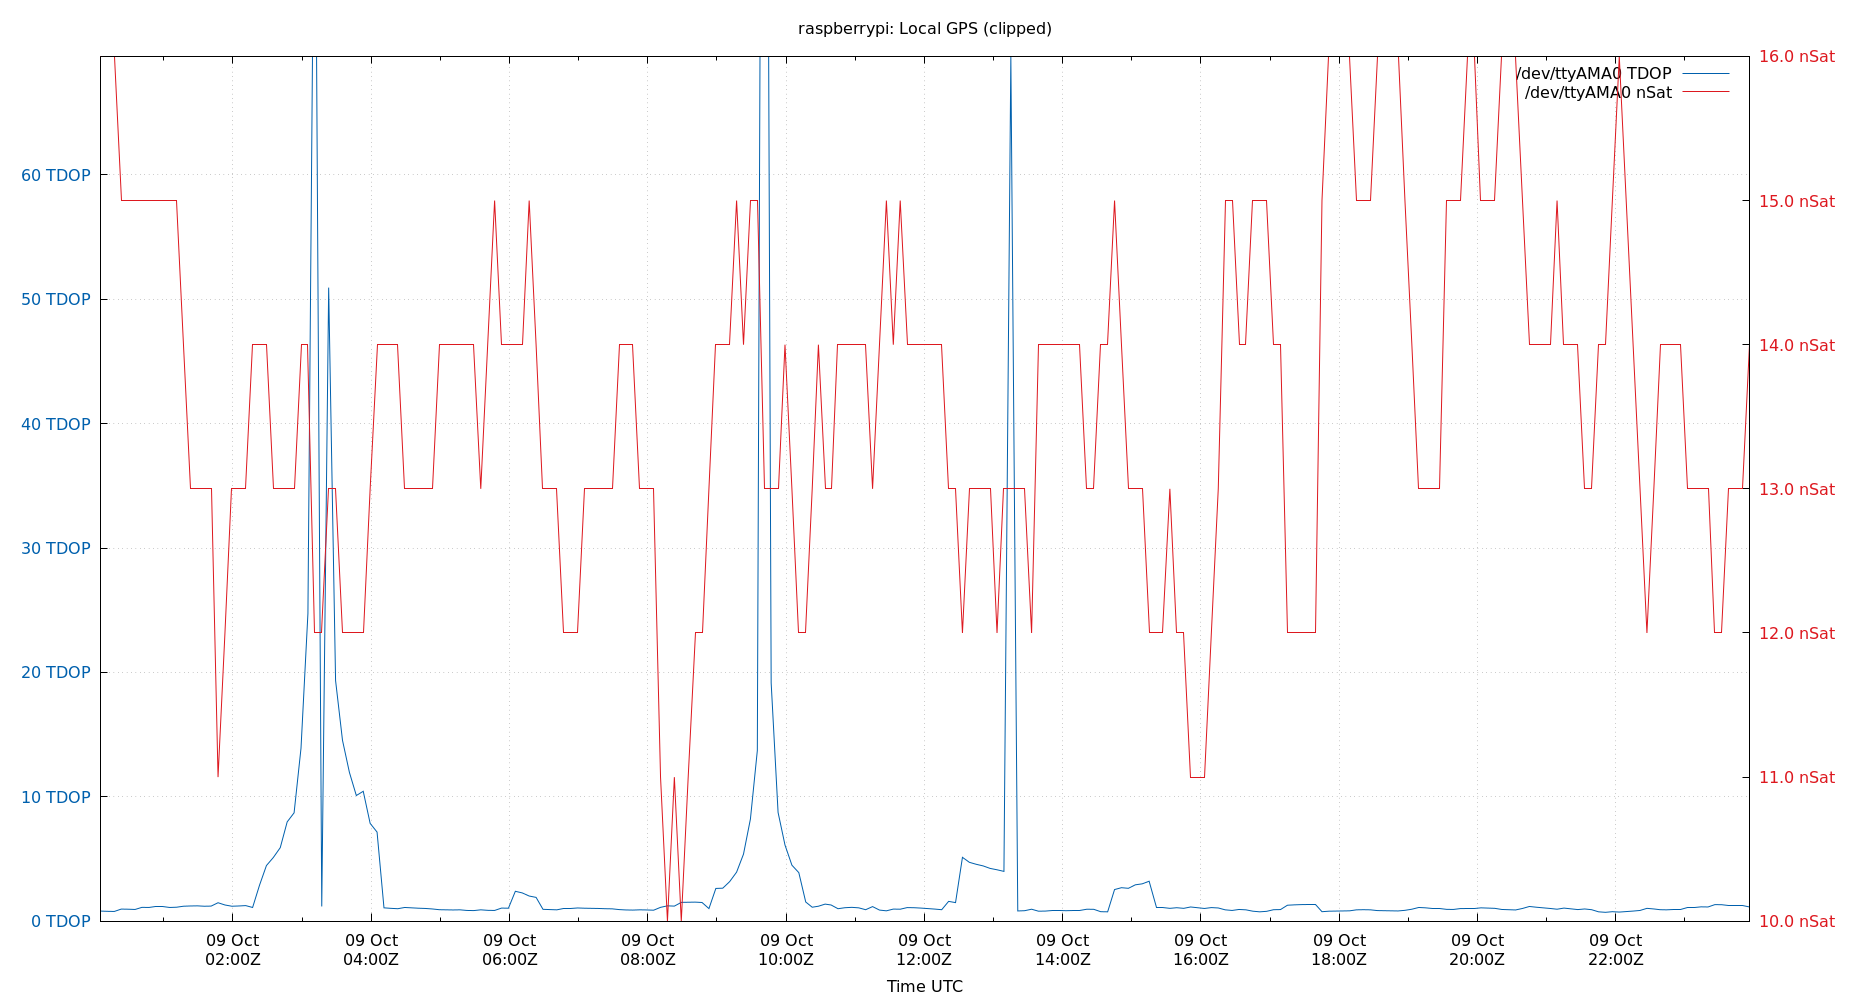 raspberrypi: Local GPS (clipped)
/dev/ttyAMA0 TDOP
/dev/ttyAMA0 nSat
60 TDOP
50 TDOP
40 TDOP
30 TDOP
20 TDOP
10 TDOP
0 TDOP
16.0 nSat
15.0 nSat
14.0 nSat
13.0 nSat
12.0 nSat
11.0 nSat
10.0 nSat
09 Oct 09 Oct 09 Oct 09 Oct 09 Oct 09 Oct 09 Oct 09 Oct 09 Oct 09 Oct 09 Oct
02:00Z 04:00Z 06:00Z 08:00Z 10:00Z 12:00Z 14:00Z 16:00Z 18:00Z 20:00Z 22:00Z
Time UTC